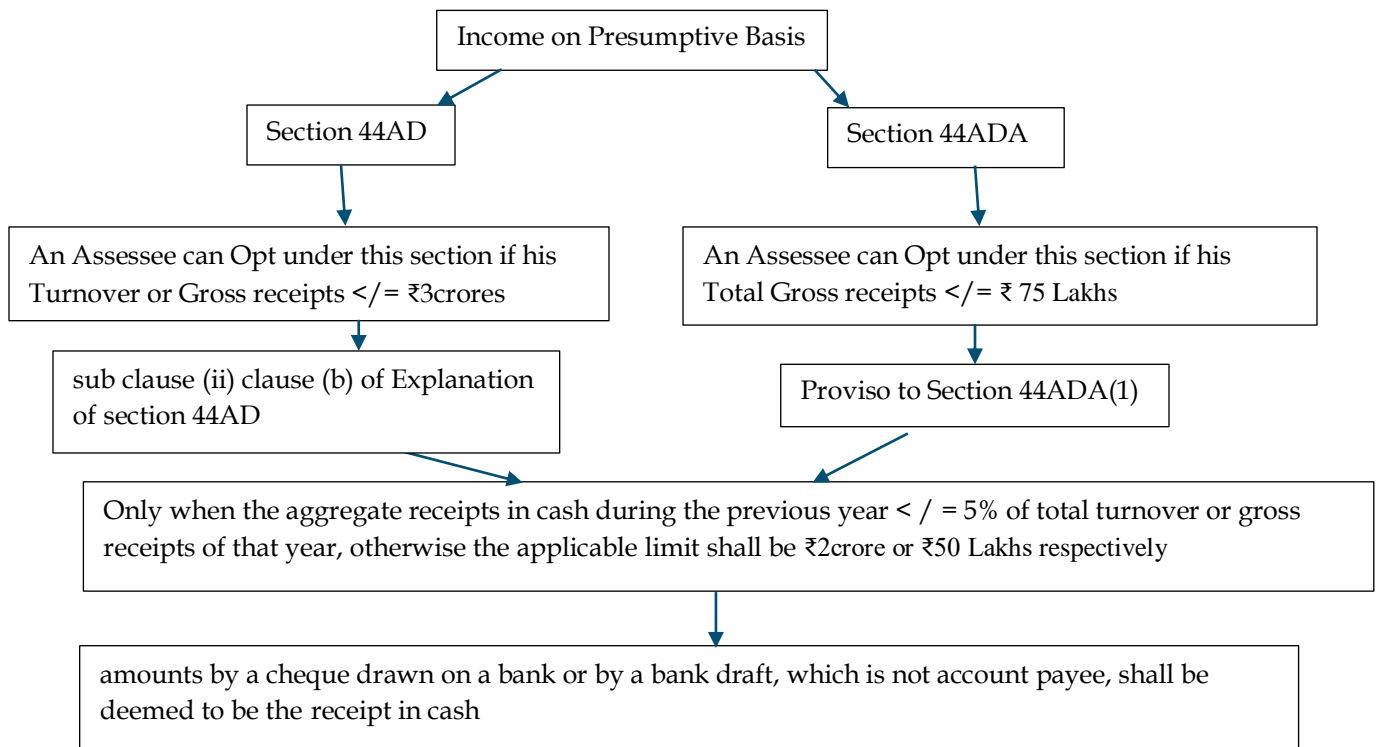 Income on Presumptive Basis
Section 44AD
Section 44ADA
An Assessee can Opt under this section if his
Turnover or Gross receipts </= ₹3crores
An Assessee can Opt under this section if his
Total Gross receipts </= ₹ 75 Lakhs
sub clause (ii) clause (b) of Explanation
of section 44AD
Proviso to Section 44ADA(1)
Only when the aggregate receipts in cash during the previous year < / = 5% of total turnover or gross
receipts of that year, otherwise the applicable limit shall be ₹2crore or ₹50 Lakhs respectively
amounts by a cheque drawn on a bank or by a bank draft, which is not account payee, shall be
deemed to be the receipt in cash